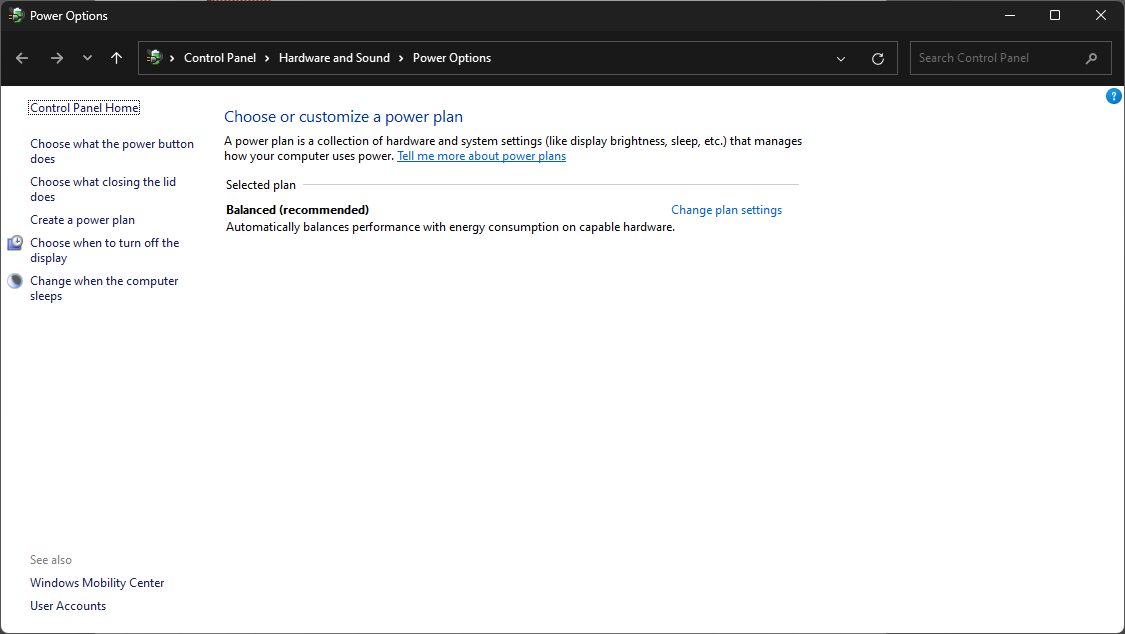 Power Options
Control Panel > Hardware and Sound > Power Options
Search Control Panel
Control Panel Home
Choose what the power button
does
Choose what closing the lid
does
Create a power plan
Choose when to turn off the
display
Change when the computer
sleeps
?
Choose or customize a power plan
A power plan is a collection of hardware and system settings (like display brightness, sleep, etc.) that manages
how your computer uses power. Tell me more about power plans
Selected plan
Balanced (recommended) Change plan settings
Automatically balances performance with energy consumption on capable hardware.
See also
Windows Mobility Center
User Accounts